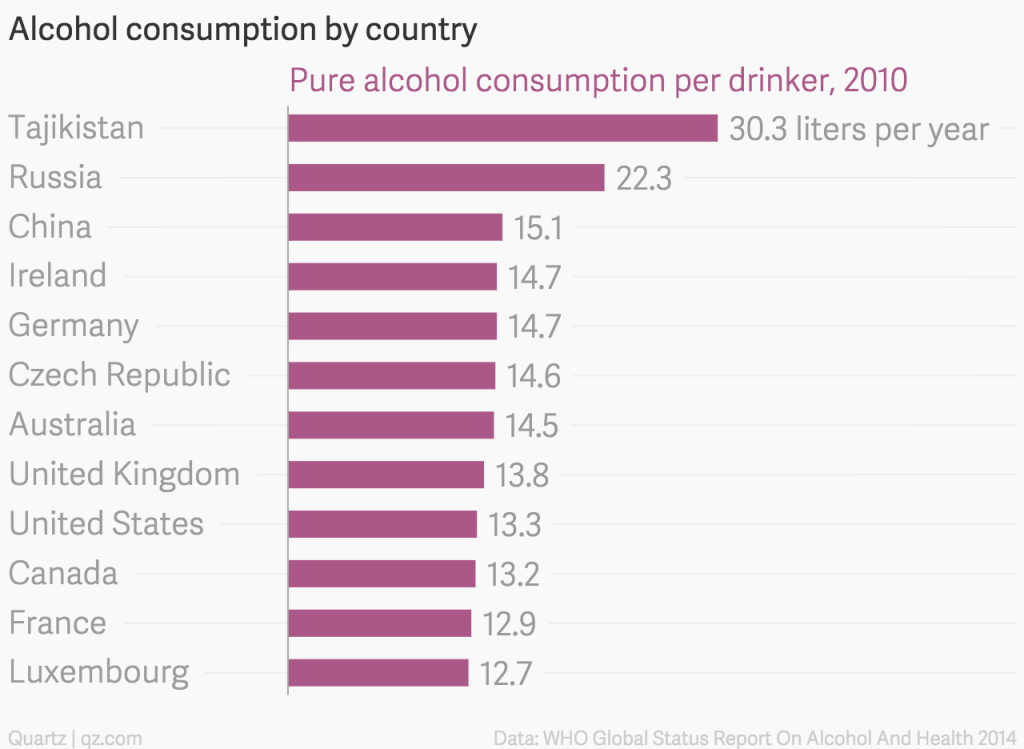 Alcohol consumption by country
Pure alcohol consumption per drinker, 2010
Tajikistan 30.3 liters per year
Russia 22.3
China 15.1
Ireland 14.7
Germany 14.7
Czech Republic 14.6
Australia 14.5
United Kingdom 13.8
United States 13.3
Canada 13.2
France 12.9
Luxembourg 12.7
Quartz | qz.com Data: WHO Global Status Report On Alcohol And Health 2014